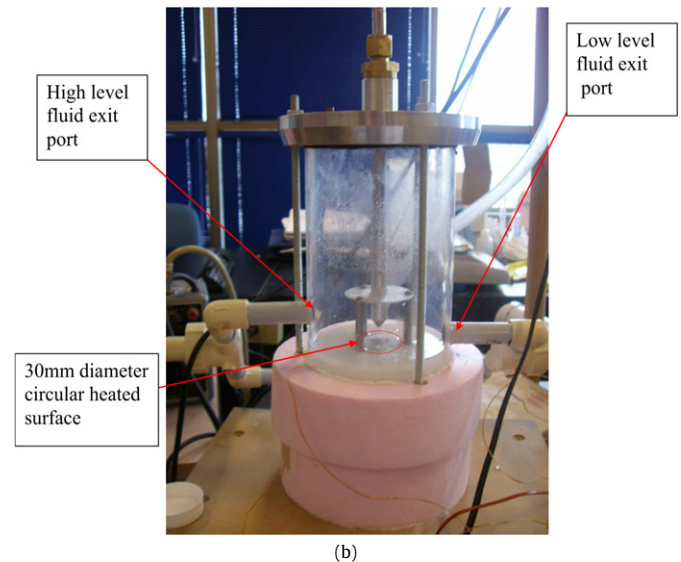 High level
fluid exit
port
Low level
fluid exit
port
30mm diameter
circular heated
surface
(b)